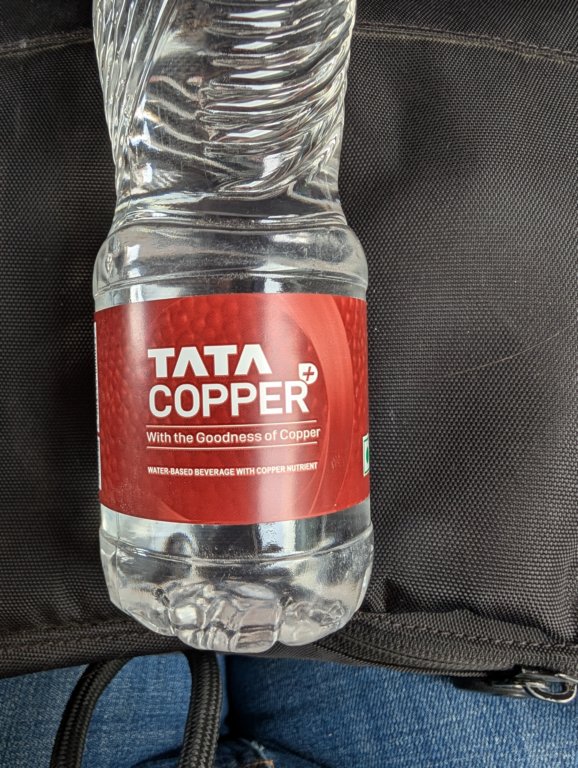 TATA
COPPER+
With the Goodness of Copper
WATER-BASED BEVERAGE WITH COPPER NUTRIENT